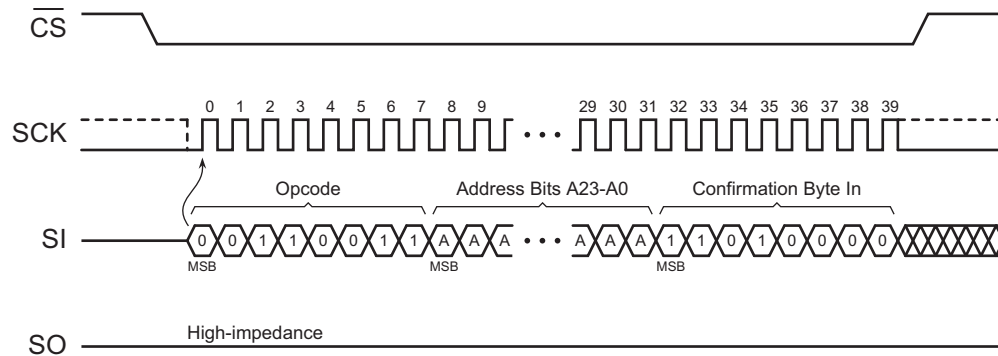 CS
SCK
0 1 2 3 4 5 6 7 8 9 29 30 31 32 33 34 35 36 37 38 39
Opcode Address Bits A23-A0 Confirmation Byte In
SI
0 0 1 1 0 0 1 1 A A A A A A 1 1 0 1 0 0 0 0
MSB MSB MSB
SO
High-impedance